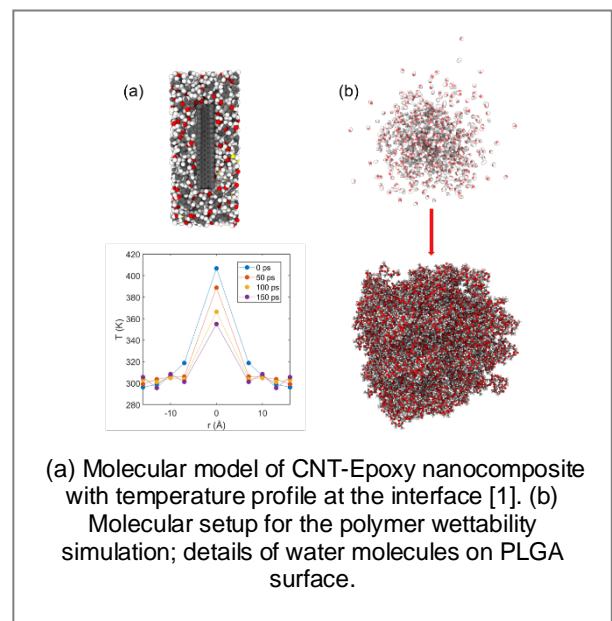 (a)
(b)
420
400
380
360
340
320
300
280
T (K)
0 ps
50 ps
100 ps
150 ps
-10
0
10
r (Å)
(a) Molecular model of CNT-Epoxy nanocomposite
with temperature profile at the interface [1]. (b)
Molecular setup for the polymer wettability
simulation; details of water molecules on PLGA
surface.